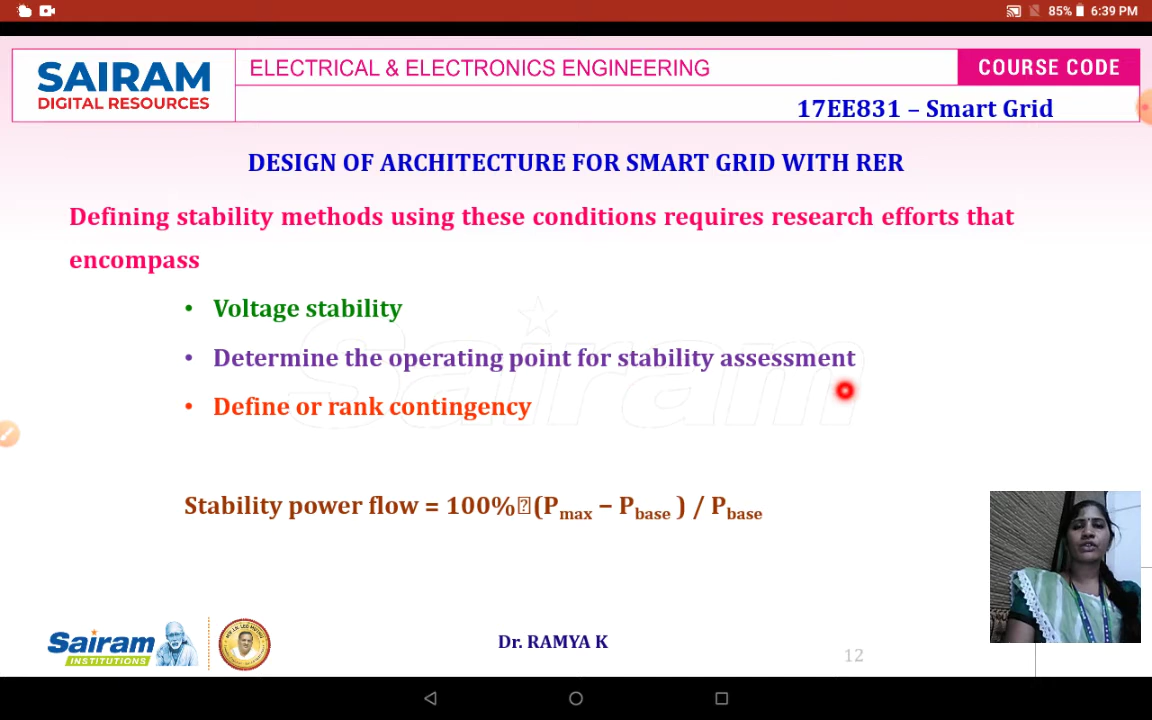 85% 6:39 PM
SAIRAM
DIGITAL RESOURCES
ELECTRICAL & ELECTRONICS ENGINEERING
COURSE CODE
17EE831 – Smart Grid
DESIGN OF ARCHITECTURE FOR SMART GRID WITH RER
Defining stability methods using these conditions requires research efforts that
encompass
• Voltage stability
• Determine the operating point for stability assessment
• Define or rank contingency
Sairam
Stability power flow = 100%⍰(Pmax – Pbase ) / Pbase
Sairam
INSTITUTIONS
Dr. RAMYA K
12